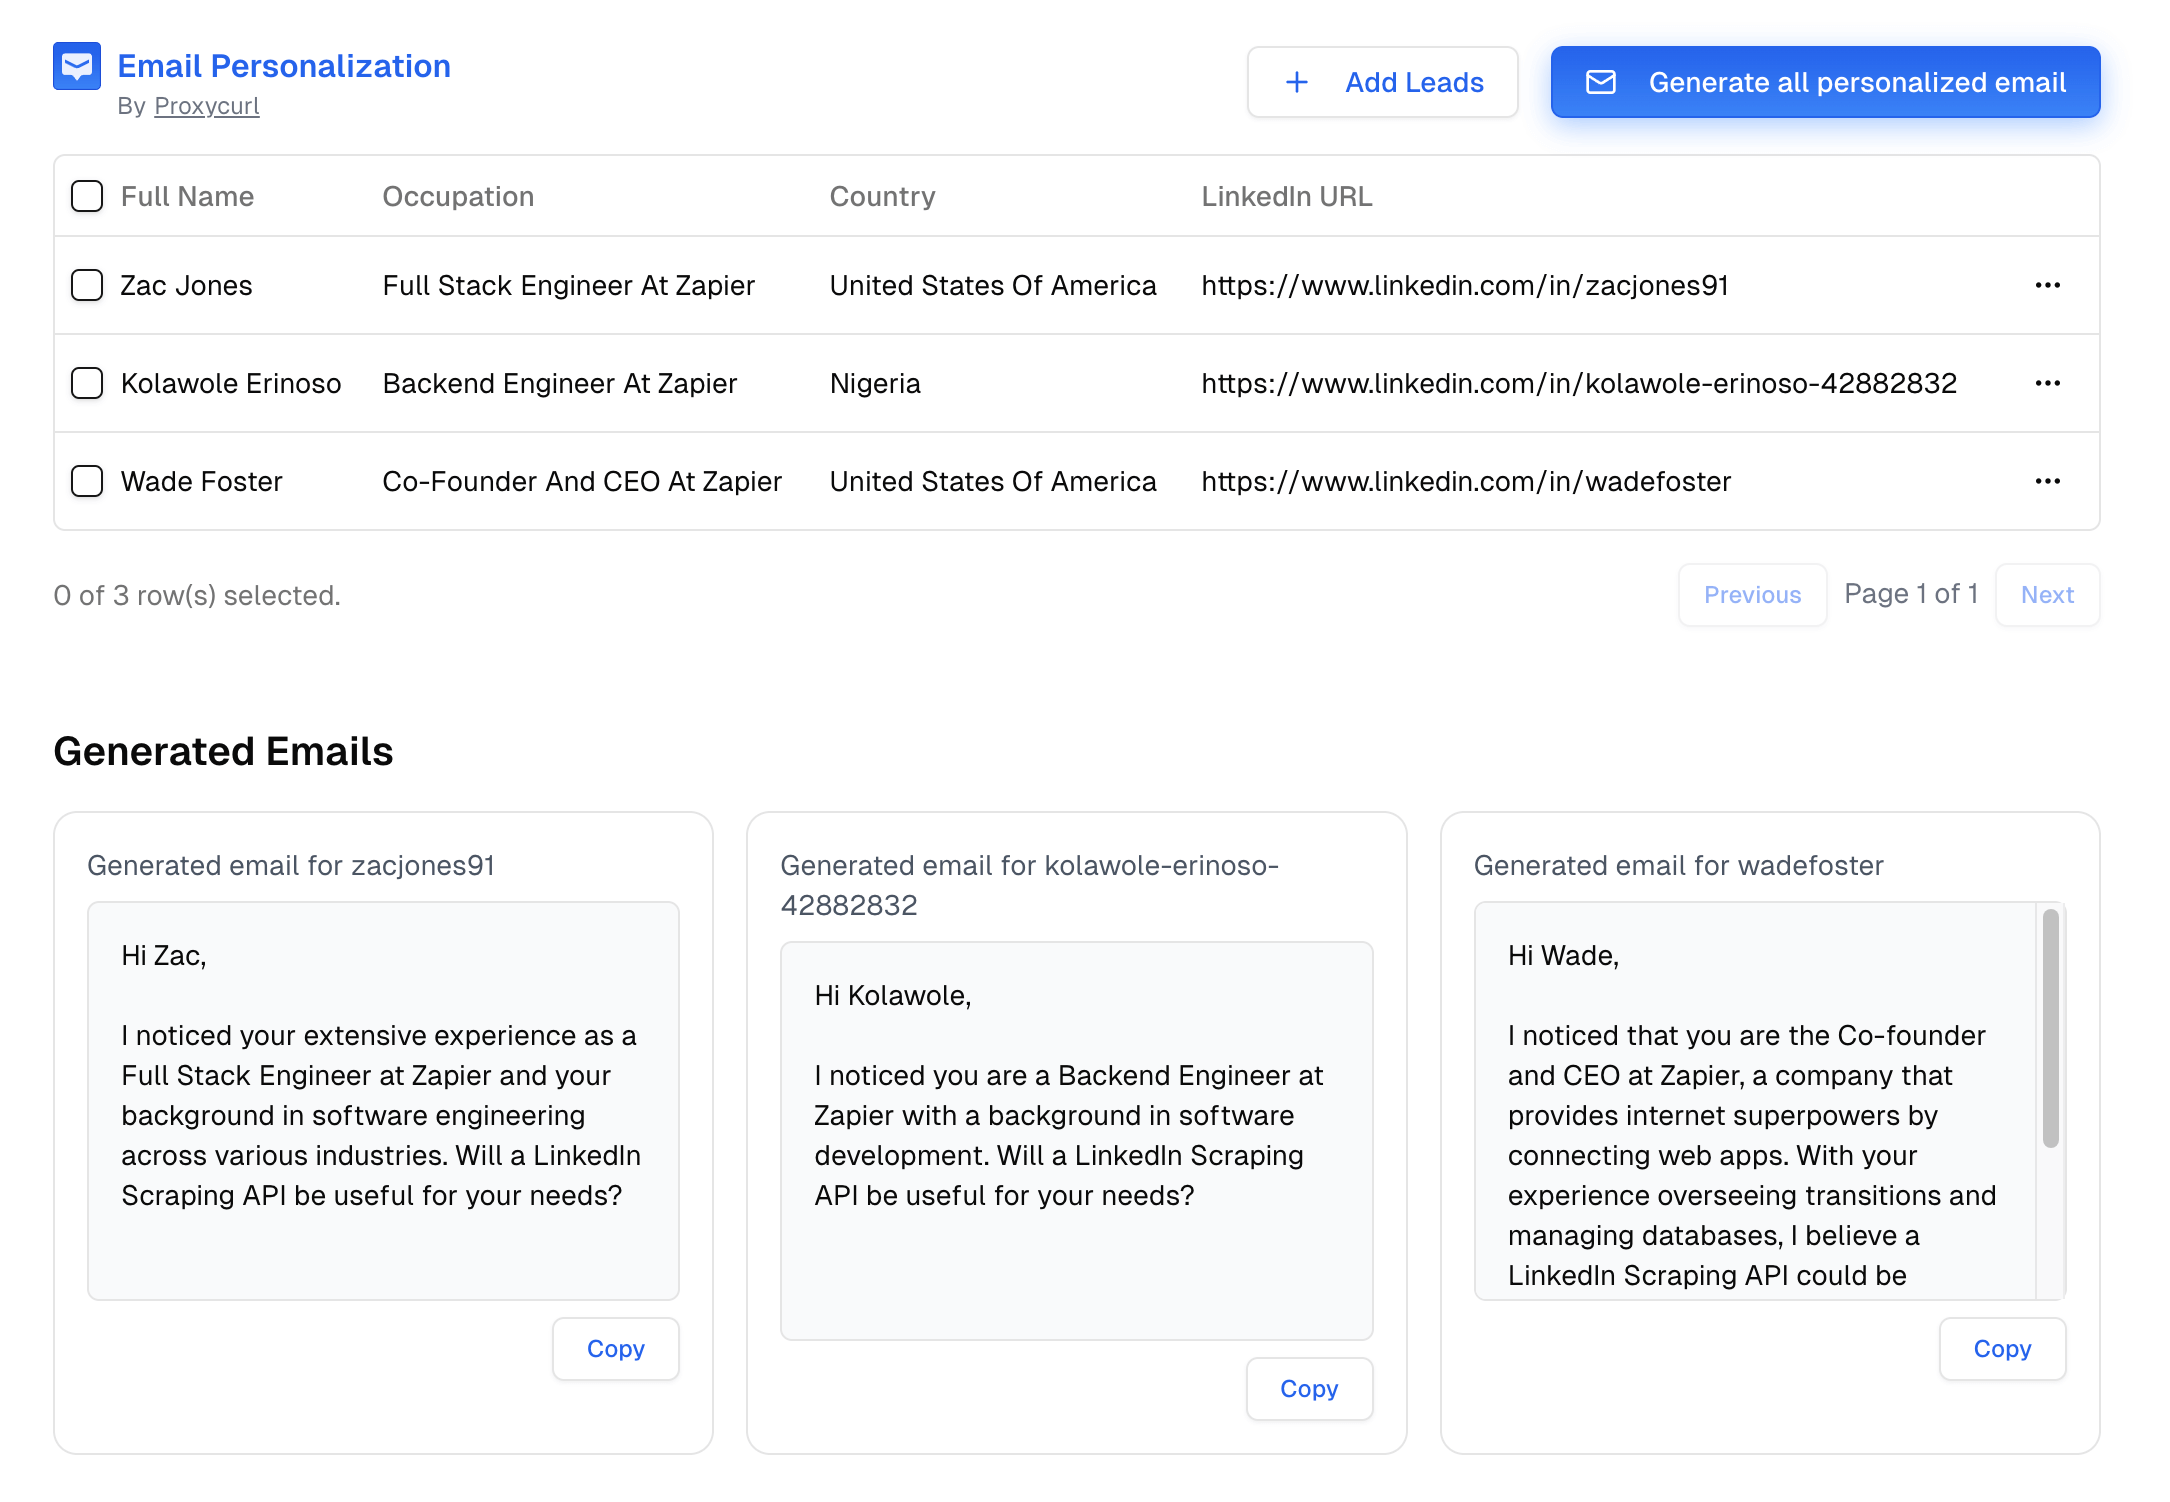 Email Personalization
By Proxycurl
Add Leads
Generate all personalized email
Full Name Occupation Country LinkedIn URL
Zac Jones Full Stack Engineer At Zapier United States Of America https://www.linkedin.com/in/zacjones91
Kolawole Erinoso Backend Engineer At Zapier Nigeria https://www.linkedin.com/in/kolawole-erinoso-42882832
Wade Foster Co-Founder And CEO At Zapier United States Of America https://www.linkedin.com/in/wadefoster
0 of 3 row(s) selected.
Previous Page 1 of 1 Next
Generated Emails
Generated email for zacjones91
Hi Zac,
I noticed your extensive experience as a
Full Stack Engineer at Zapier and your
background in software engineering
across various industries. Will a LinkedIn
Scraping API be useful for your needs?
Copy
Generated email for kolawole-erinoso-
42882832
Hi Kolawole,
I noticed you are a Backend Engineer at
Zapier with a background in software
development. Will a LinkedIn Scraping
API be useful for your needs?
Copy
Generated email for wadefoster
Hi Wade,
I noticed that you are the Co-founder
and CEO at Zapier, a company that
provides internet superpowers by
connecting web apps. With your
experience overseeing transitions and
managing databases, I believe a
LinkedIn Scraping API could be
Copy